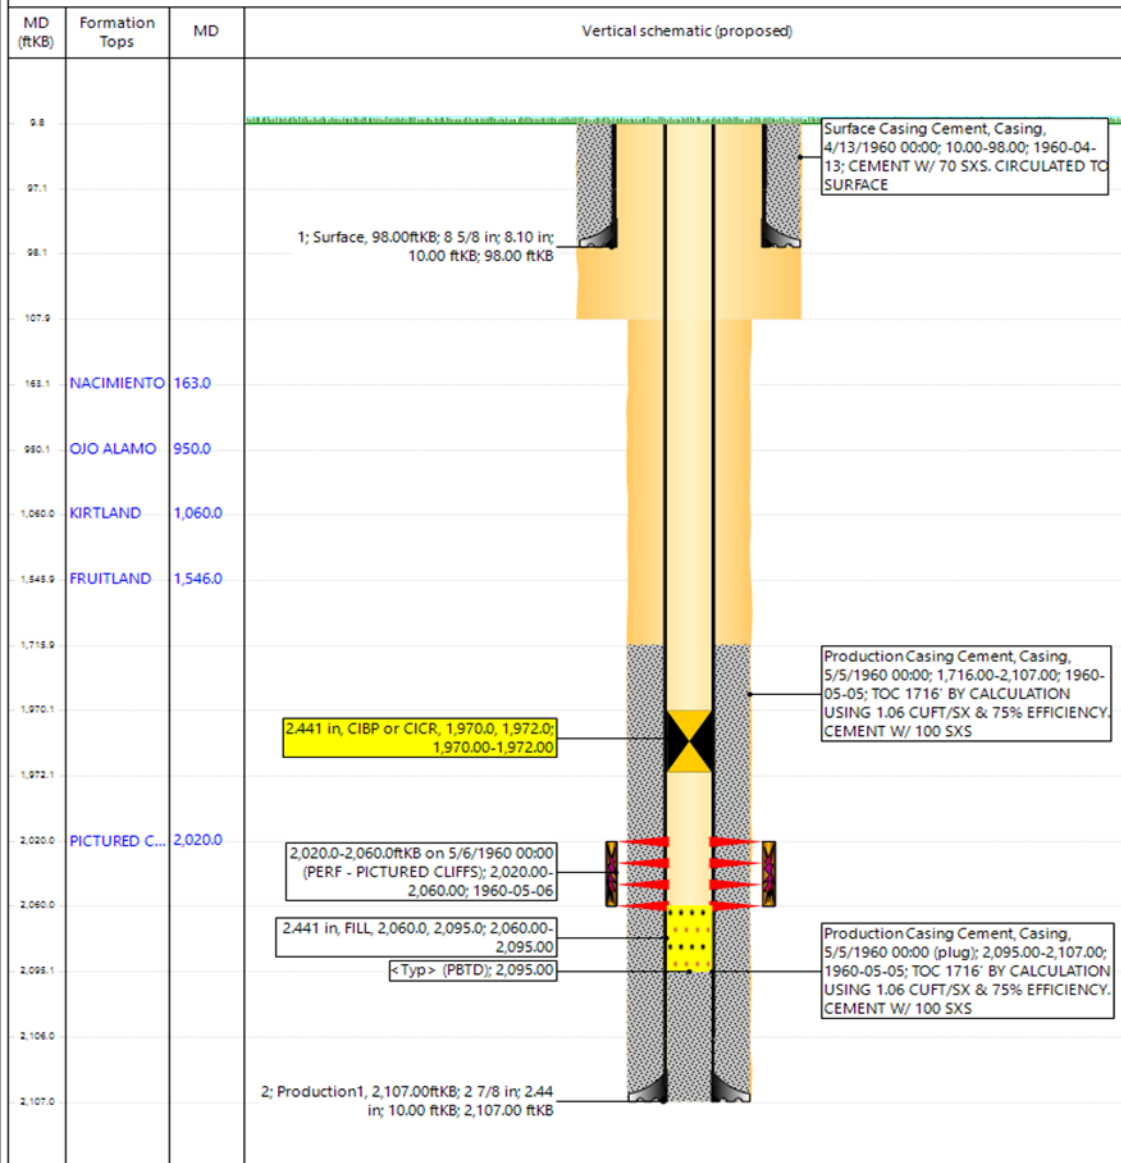 MD
(ftKB)
Formation
Tops
MD
Vertical schematic (proposed)
9.8
Surface Casing Cement, Casing,
4/13/1960 00:00; 10.00-98.00; 1960-04-
13; CEMENT W/ 70 SXS. CIRCULATED TO
SURFACE
97.1
1; Surface, 98.00ftKB; 8 5/8 in; 8.10 in;
10.00 ftKB; 98.00 ftKB
98.1
107.9
163.1 NACIMIENTO 163.0
950.1 OJO ALAMO 950.0
1,060.0 KIRTLAND 1,060.0
1,545.9 FRUITLAND 1,546.0
1,715.9
Production Casing Cement, Casing,
5/5/1960 00:00; 1,716.00-2,107.00; 1960-
05-05; TOC 1716' BY CALCULATION
USING 1.06 CUFT/SX & 75% EFFICIENCY.
CEMENT W/ 100 SXS
1,970.1
2.441 in, CIBP or CICR, 1,970.0, 1,972.0;
1,970.00-1,972.00
1,972.1
2,020.0 PICTURED C... 2,020.0
2,020.0-2,060.0ftKB on 5/6/1960 00:00
(PERF - PICTURED CLIFFS); 2,020.00-
2,060.00; 1960-05-06
2,060.0
2.441 in, FILL, 2,060.0, 2,095.0; 2,060.00-
2,095.00
<Typ> (PBTD); 2,095.00
2,095.1
Production Casing Cement, Casing,
5/5/1960 00:00 (plug); 2,095.00-2,107.00;
1960-05-05; TOC 1716' BY CALCULATION
USING 1.06 CUFT/SX & 75% EFFICIENCY.
CEMENT W/ 100 SXS
2,106.0
2; Production1, 2,107.00ftKB; 2 7/8 in; 2.44
in; 10.00 ftKB; 2,107.00 ftKB
2,107.0